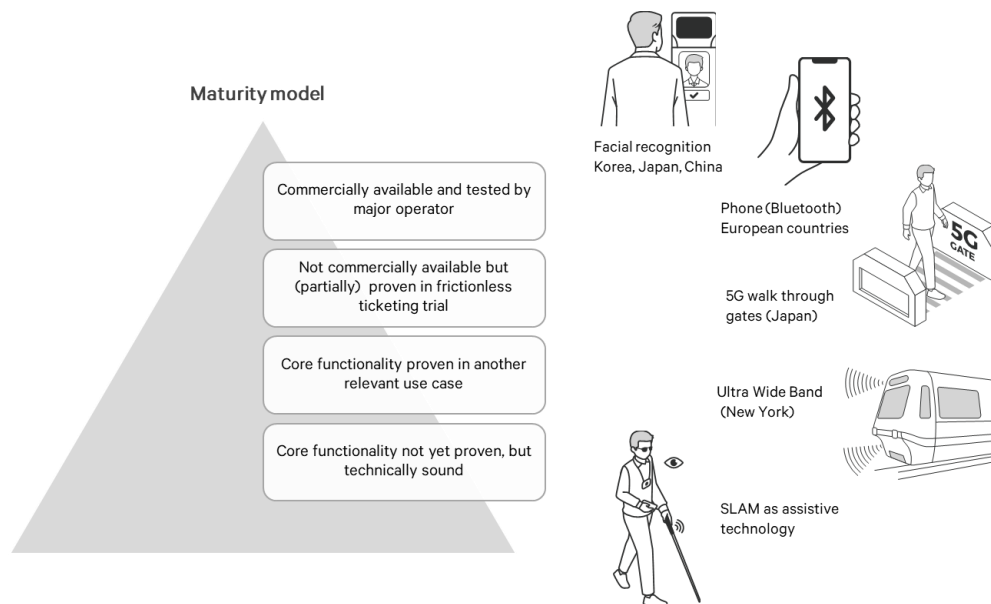 Maturity model
Commercially available and tested by
major operator
Not commercially available but
(partially) proven in frictionless
ticketing trial
Core functionality proven in another
relevant use case
Core functionality not yet proven, but
technically sound
Facial recognition
Korea, Japan, China
Phone (Bluetooth)
European countries
5G
GATE
5G walk through
gates (Japan)
Ultra Wide Band
(New York)
SLAM as assistive
technology